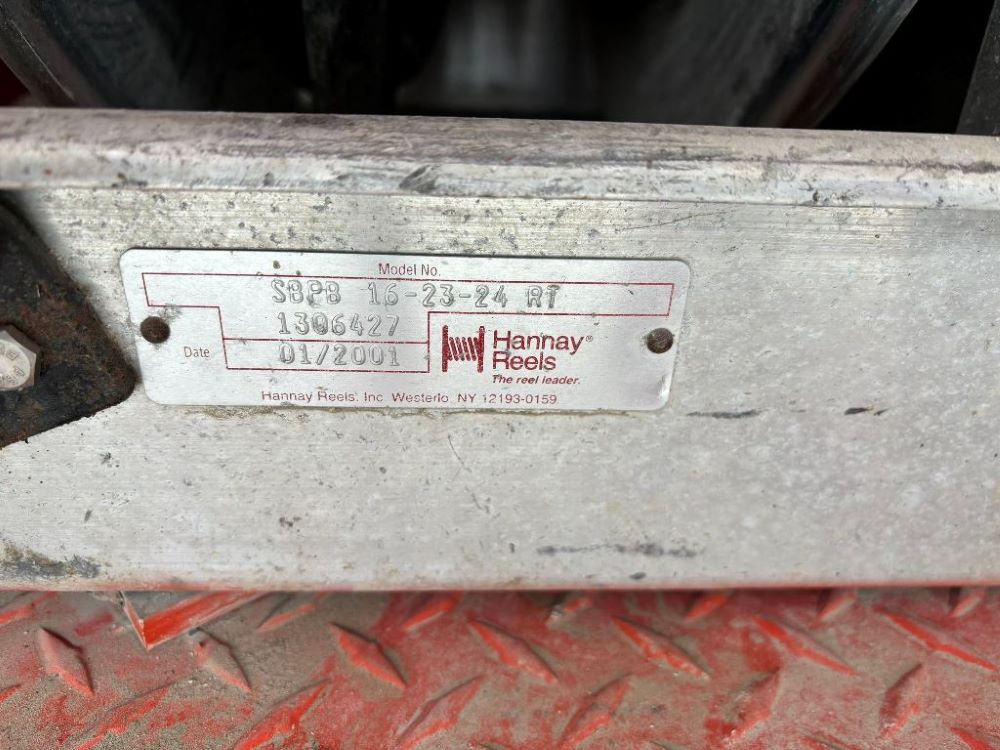 Model No.
SBPB 16-23-24 RT
1306427
Date 01/2001
Hannay® Reels
The reel leader.
Hannay Reels, Inc. Westerlo, NY 12193-0159